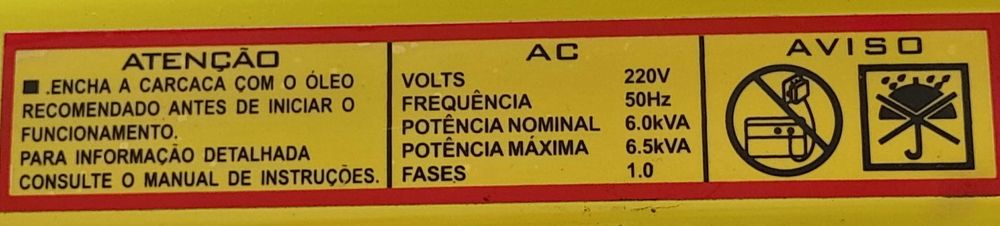 ATENÇÃO
■ .ENCHA A CARCACA COM O ÓLEO
RECOMENDADO ANTES DE INICIAR O
FUNCIONAMENTO.
PARA INFORMAÇÃO DETALHADA
CONSULTE O MANUAL DE INSTRUÇÕES.
AC
VOLTS 220V
FREQUÊNCIA 50Hz
POTÊNCIA NOMINAL 6.0kVA
POTÊNCIA MÁXIMA 6.5kVA
FASES 1.0
AVISO